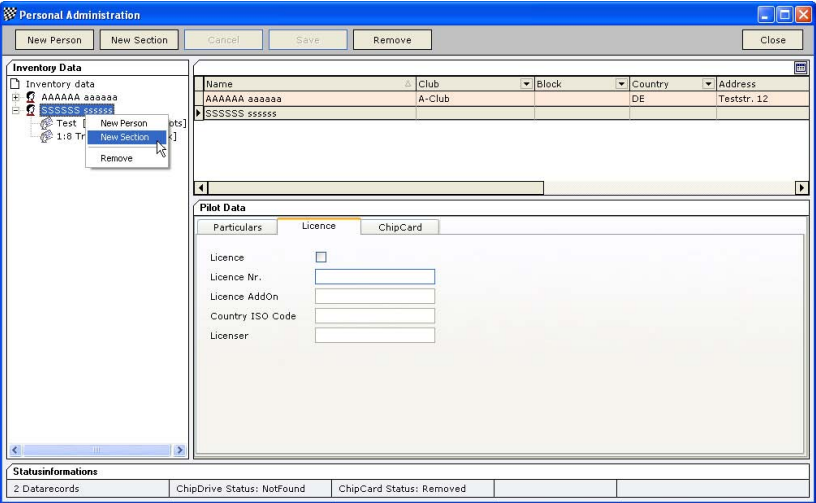 Personal Administration
New Person New Section Cancel Save Remove Close
Inventory Data
Inventory data
AAAAAA aaaaaa
SSSSSS ssssss
Test [ pts]
1:8 Tr k]
New Person
New Section
Remove
Name Club Block Country Address
AAAAAA aaaaaa A-Club DE Teststr. 12
SSSSSS ssssss
Pilot Data
Particulars Licence ChipCard
Licence
Licence Nr.
Licence AddOn
Country ISO Code
Licenser
Statusinformations
2 Datarecords ChipDrive Status: NotFound ChipCard Status: Removed